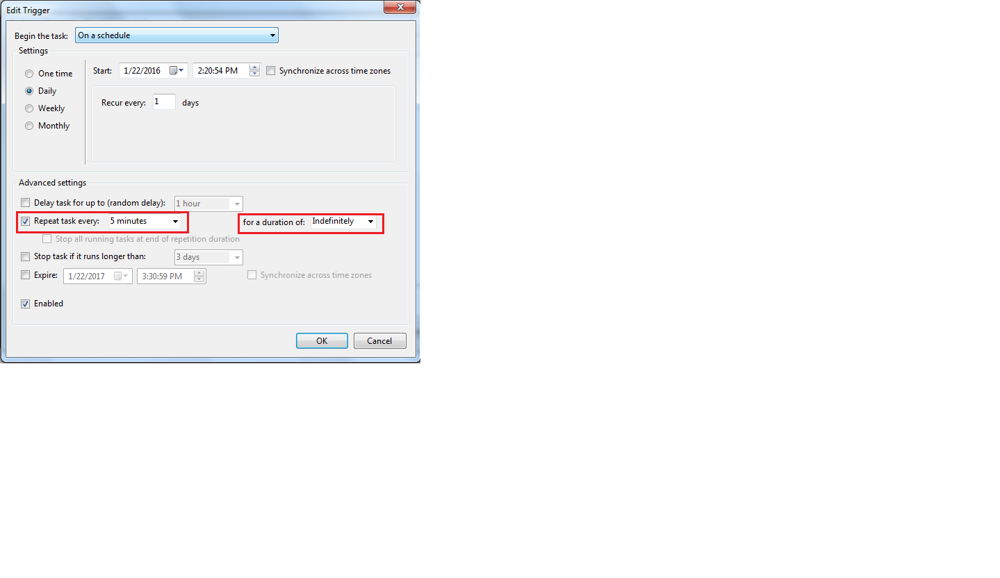 Edit Trigger
Begin the task: On a schedule
Settings
One time
Daily
Weekly
Monthly
Start: 1/22/2016 2:20:54 PM Synchronize across time zones
Recur every: 1 days
Advanced settings
Delay task for up to (random delay): 1 hour
Repeat task every: 5 minutes for a duration of: Indefinitely
Stop all running tasks at end of repetition duration
Stop task if it runs longer than: 3 days
Expire: 1/22/2017 3:30:59 PM Synchronize across time zones
Enabled
OK Cancel